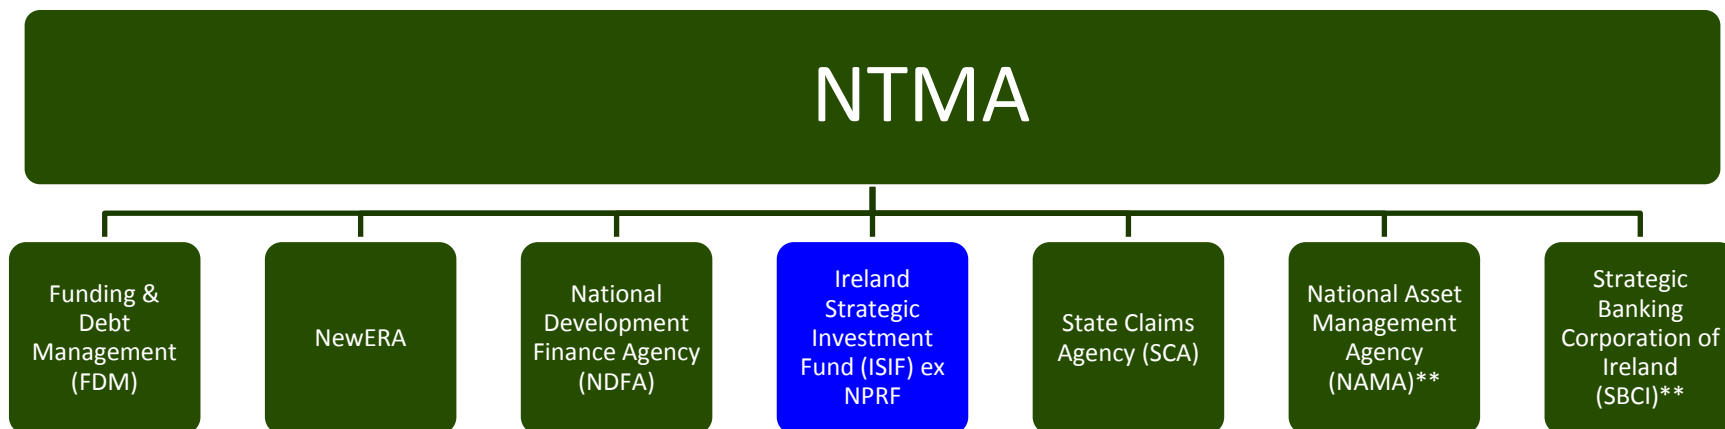 NTMA
Funding &
Debt
Management
(FDM)
NewERA
National
Development
Finance Agency
(NDFA)
Ireland
Strategic
Investment
Fund (ISIF) ex
NPRF
State Claims
Agency (SCA)
National Asset
Management
Agency
(NAMA)**
Strategic
Banking
Corporation of
Ireland
(SBCI)**